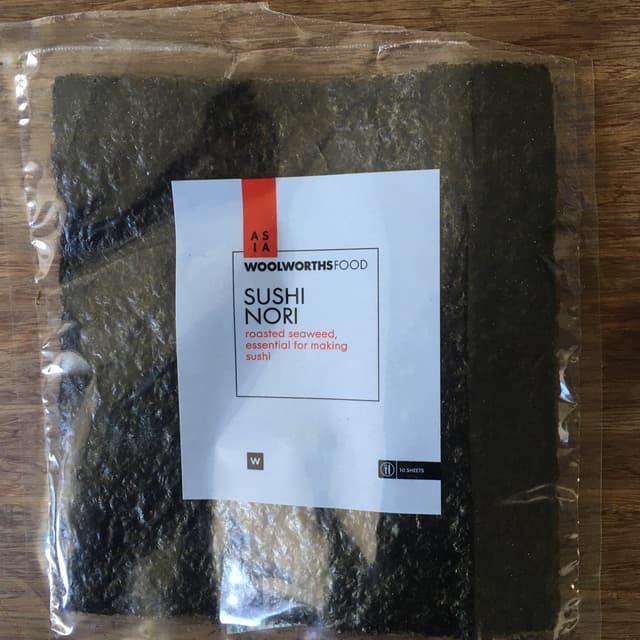 AS
IA
WOOLWORTHSFOOD
SUSHI
NORI
roasted seaweed,
essential for making
sushi
W
10 SHEETS